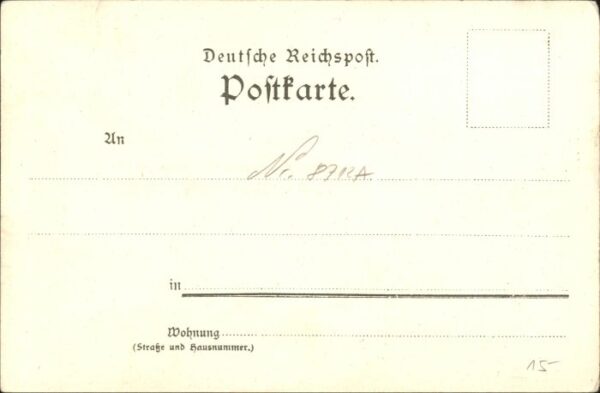 Deutsche Reichspost.
Postkarte.
An
No. 8712A
in
Wohnung
(Straße und Hausnummer.)
15-